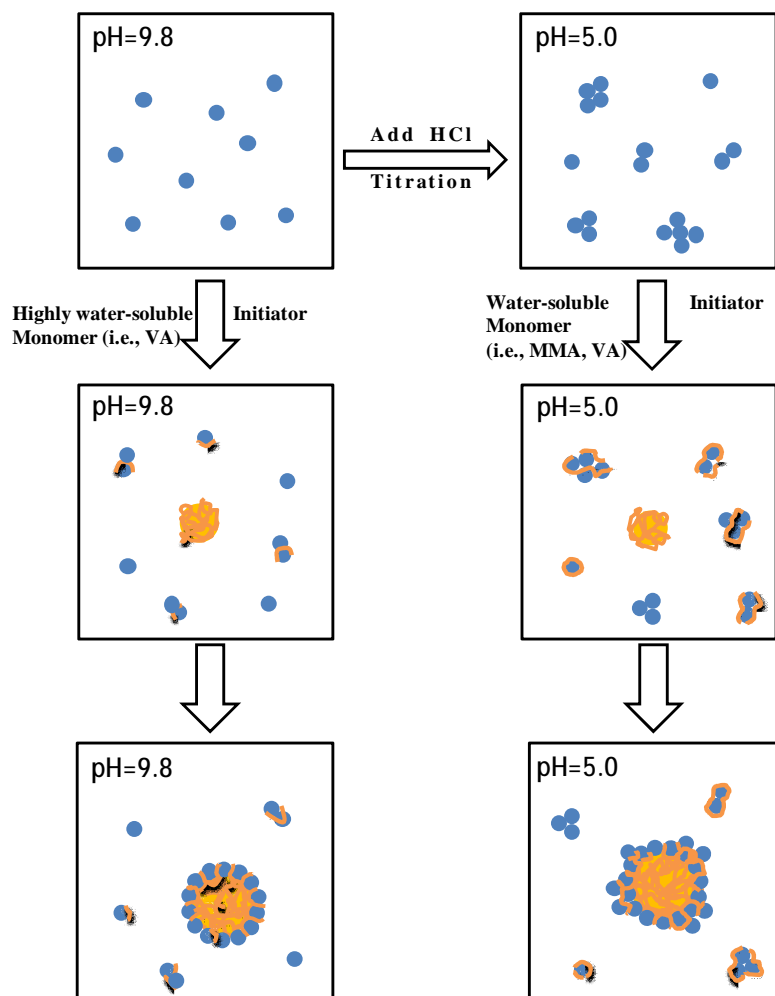 pH=9.8
pH=5.0
Add HCl
Titration
Highly water-soluble
Monomer (i.e., VA)
Initiator
Water-soluble
Monomer
(i.e., MMA, VA)
Initiator
pH=9.8
pH=5.0
pH=9.8
pH=5.0